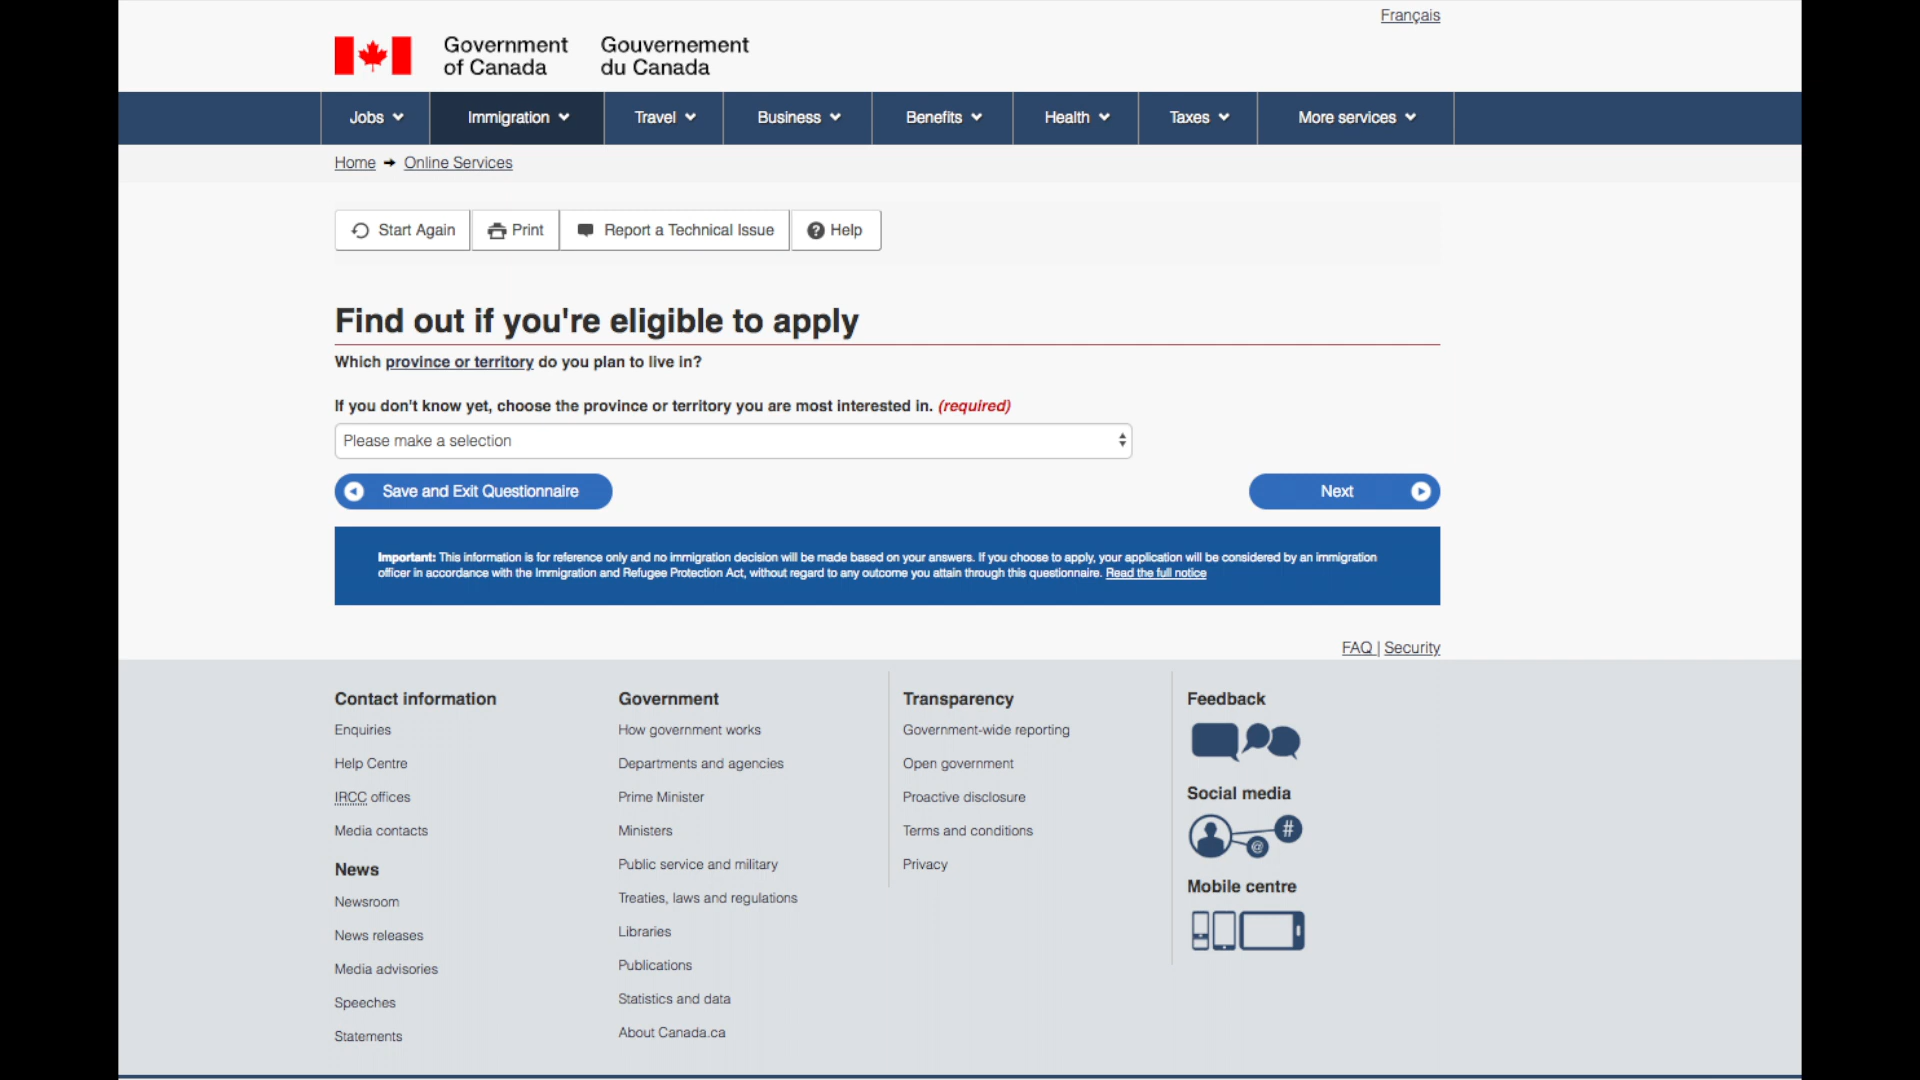 Français
Government of Canada
Gouvernement du Canada
Jobs
Immigration
Travel
Business
Benefits
Health
Taxes
More services
Home
Online Services
Start Again
Print
Report a Technical Issue
? Help
Find out if you're eligible to apply
Which province or territory do you plan to live in?
If you don't know yet, choose the province or territory you are most interested in. (required)
Please make a selection
Save and Exit Questionnaire
Next
Important: This information is for reference only and no immigration decision will be made based on your answers. If you choose to apply, your application will be considered by an immigration
officer in accordance with the Immigration and Refugee Protection Act, without regard to any outcome you attain through this questionnaire. Read the full notice
FAQ | Security
Contact information
Enquiries
Help Centre
IRCC offices
Media contacts
News
Newsroom
News releases
Media advisories
Speeches
Statements
Government
How government works
Departments and agencies
Prime Minister
Ministers
Public service and military
Treaties, laws and regulations
Libraries
Publications
Statistics and data
About Canada.ca
Transparency
Government-wide reporting
Open government
Proactive disclosure
Terms and conditions
Privacy
Feedback
Social media
#
@
Mobile centre